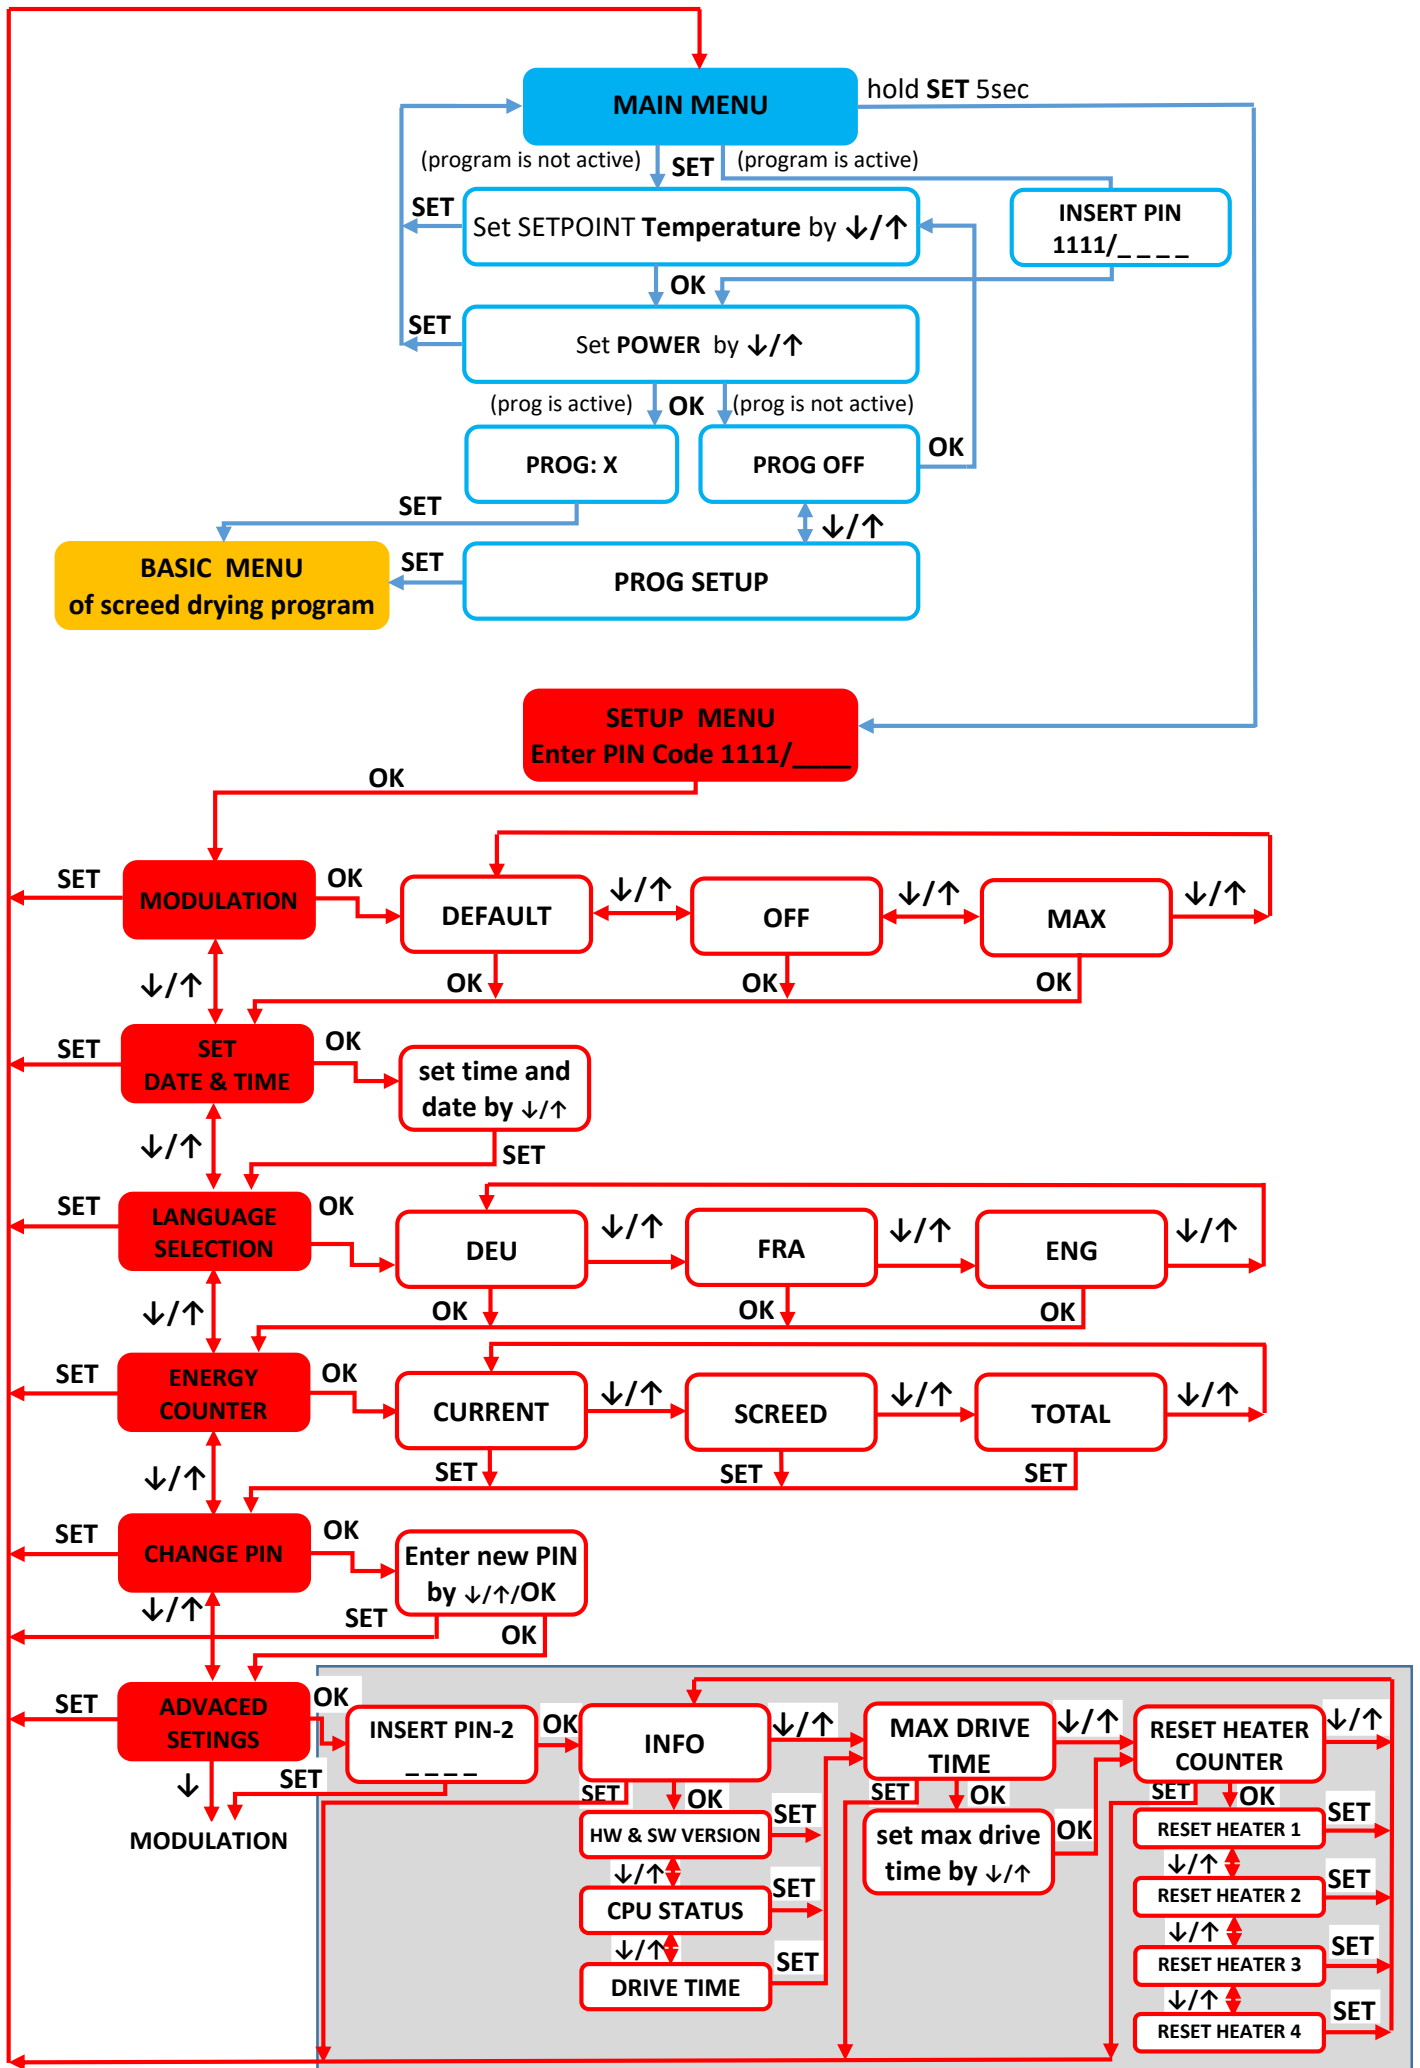 MAIN MENU
hold SET 5sec
(program is not active) SET (program is active)
SET
Set SETPOINT Temperature by ↓/↑
INSERT PIN
1111/_ _ _ _
OK
SET
Set POWER by ↓/↑
(prog is active) OK (prog is not active)
PROG: X
PROG OFF
OK
SET
↓/↑
BASIC MENU
of screed drying program
SET
PROG SETUP
SETUP MENU
Enter PIN Code 1111/____
OK
SET
MODULATION
OK
DEFAULT
↓/↑
OFF
↓/↑
MAX
↓/↑
OK
OK
OK
↓/↑
SET
SET
DATE & TIME
OK
set time and
date by ↓/↑
SET
↓/↑
SET
LANGUAGE
SELECTION
OK
DEU
↓/↑
FRA
↓/↑
ENG
↓/↑
OK
OK
OK
↓/↑
SET
ENERGY
COUNTER
OK
CURRENT
↓/↑
SCREED
↓/↑
TOTAL
↓/↑
SET
SET
SET
↓/↑
SET
CHANGE PIN
OK
Enter new PIN
by ↓/↑/OK
SET
OK
↓/↑
SET
ADVACED
SETINGS
OK
INSERT PIN-2
_ _ _ _
SET
↓
MODULATION
OK
INFO
↓/↑
MAX DRIVE
TIME
↓/↑
RESET HEATER
COUNTER
↓/↑
SET
OK
HW & SW VERSION
SET
↓/↑
CPU STATUS
SET
↓/↑
DRIVE TIME
SET
SET
OK
set max drive
time by ↓/↑
OK
SET
OK
RESET HEATER 1
SET
↓/↑
RESET HEATER 2
SET
↓/↑
RESET HEATER 3
SET
↓/↑
RESET HEATER 4
SET